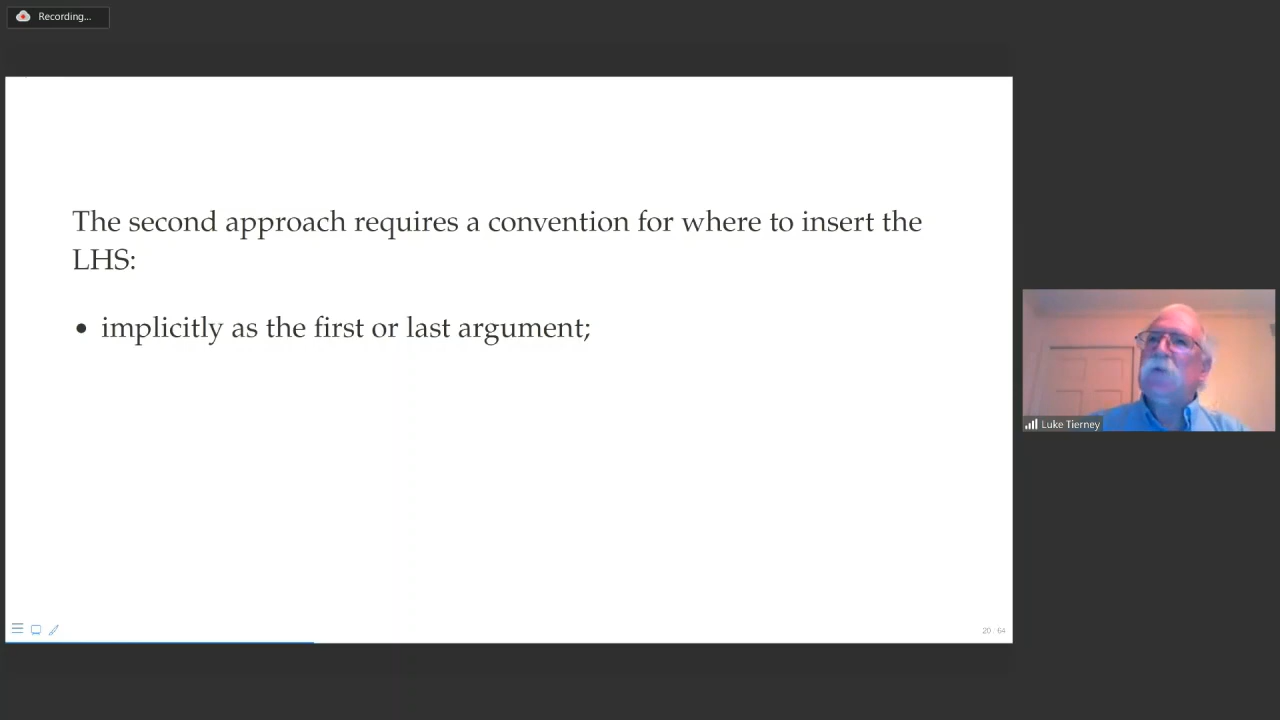 Recording...
The second approach requires a convention for where to insert the
LHS:
• implicitly as the first or last argument;
Luke Tierney
20 / 64